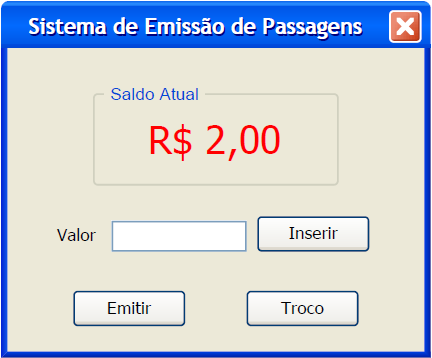 Sistema de Emissão de Passagens
Saldo Atual
R$ 2,00
Valor
Inserir
Emitir
Troco